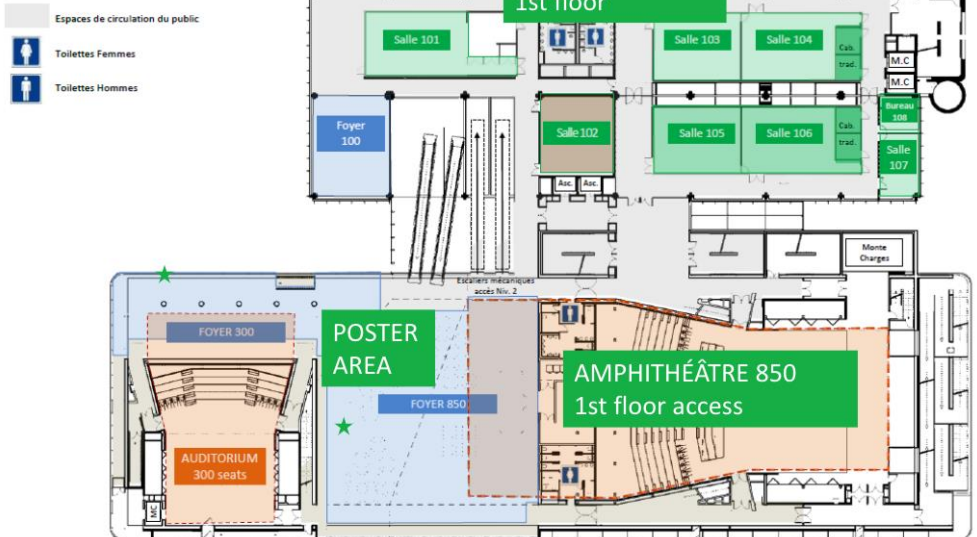 1st floor
Espaces de circulation du public
Toilettes Femmes
Toilettes Hommes
Salle 101
Salle 103
Salle 104
Cab.
trad.
M.C
M.C
Foyer
100
Salle 102
Salle 105
Salle 106
Cab.
trad.
Bureau
108
Salle
107
Asc.
Asc.
Monte
Charges
Escaliers mécaniques
accès Niv. 2
FOYER 300
POSTER
AREA
FOYER 850
AMPHITHÉÂTRE 850
1st floor access
AUDITORIUM
300 seats
MC